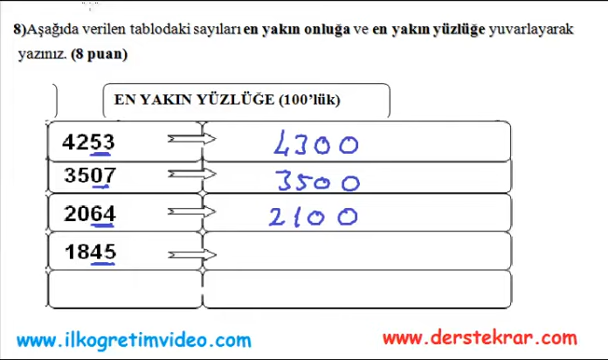 8)Aşağıda verilen tablodaki sayıları en yakın onluğa ve en yakın yüzlüğe yuvarlayarak
yazınız. (8 puan)
EN YAKIN YÜZLÜĞE (100’lük)
4253 4300
3507 3500
2064 2100
1845
www.ilkogretimvideo.com www.derstekrar.com